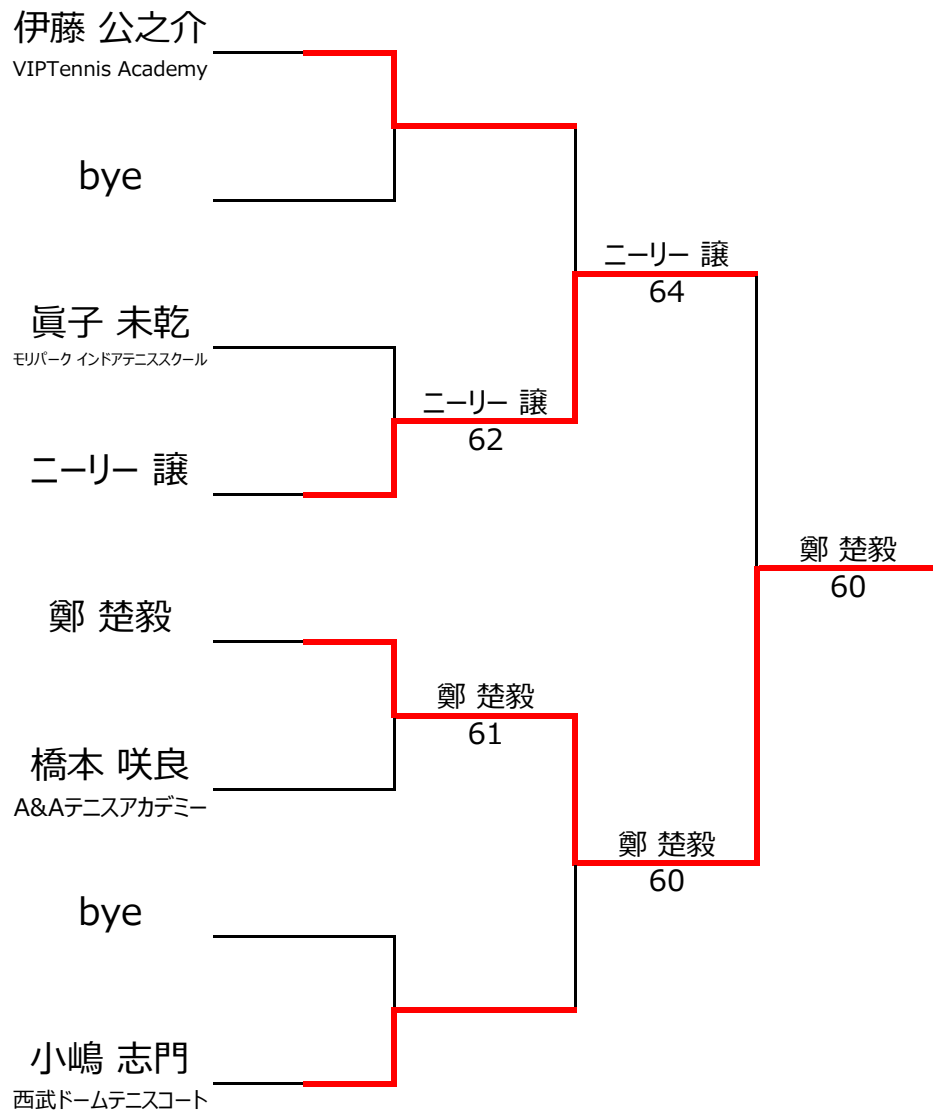 伊藤 公之介
VIPTennis Academy
bye
眞子 未乾
モリパーク インドアテニススクール
ニーリー 譲
鄭 楚毅
橋本 咲良
A&Aテニスアカデミー
bye
小嶋 志門
西武ドームテニスコート
ニーリー 譲
62
鄭 楚毅
61
ニーリー 譲
64
鄭 楚毅
60
鄭 楚毅
60